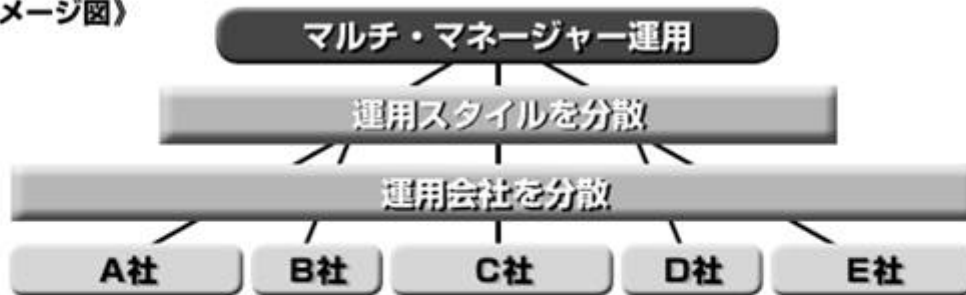 メージ図》
マルチ・マネージャー運用
運用スタイルを分散
運用会社を分散
A社
B社
C社
D社
E社